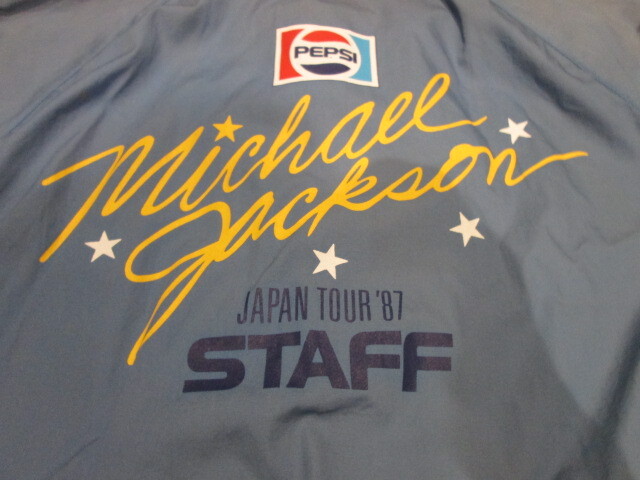 PEPSI
Michael
Jackson
JAPAN TOUR '87
STAFF